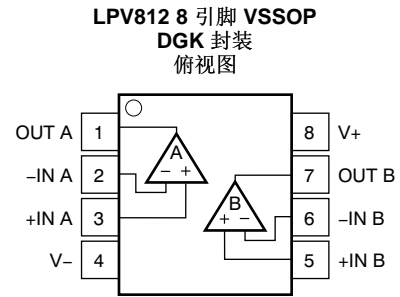 LPV812 8 引脚 VSSOP
DGK 封装
俯视图
OUT A 1 8 V+
A
−IN A 2 − + 7 OUT B
B
+IN A 3 + − 6 −IN B
V− 4 5 +IN B